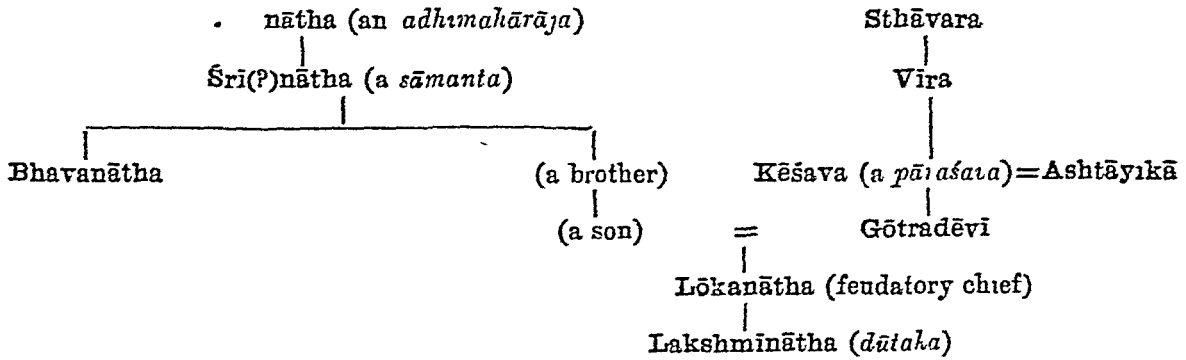 . nātha (an adhımahārāja) Sthāvara
Śrī(?)nātha (a sāmanta) Vīra
Bhavanātha (a brother) Kēśava (a pāraśava)=Ashtāyıkā
(a son) = Gōtradēvī
Lōkanātha (feudatory chıef)
Lakshmīnātha (dūtaka)